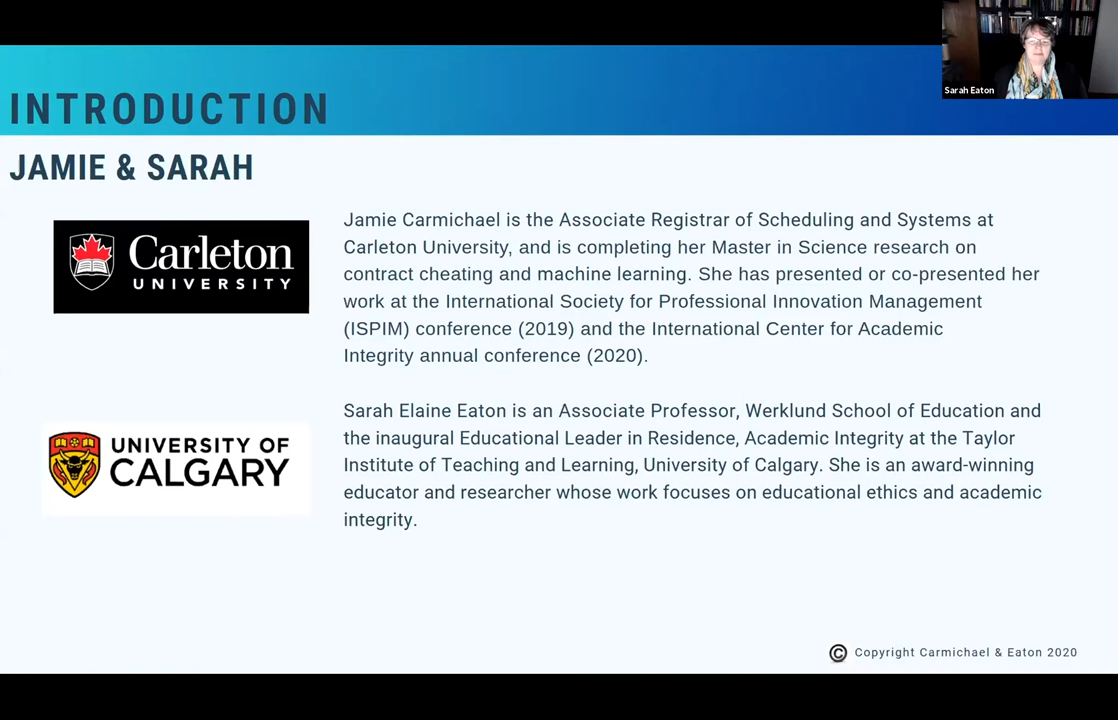 Sarah Eaton
INTRODUCTION
JAMIE & SARAH
Carleton
UNIVERSITY
Jamie Carmichael is the Associate Registrar of Scheduling and Systems at
Carleton University, and is completing her Master in Science research on
contract cheating and machine learning. She has presented or co-presented her
work at the International Society for Professional Innovation Management
(ISPIM) conference (2019) and the International Center for Academic
Integrity annual conference (2020).
UNIVERSITY OF
CALGARY
Sarah Elaine Eaton is an Associate Professor, Werklund School of Education and
the inaugural Educational Leader in Residence, Academic Integrity at the Taylor
Institute of Teaching and Learning, University of Calgary. She is an award-winning
educator and researcher whose work focuses on educational ethics and academic
integrity.
© Copyright Carmichael & Eaton 2020